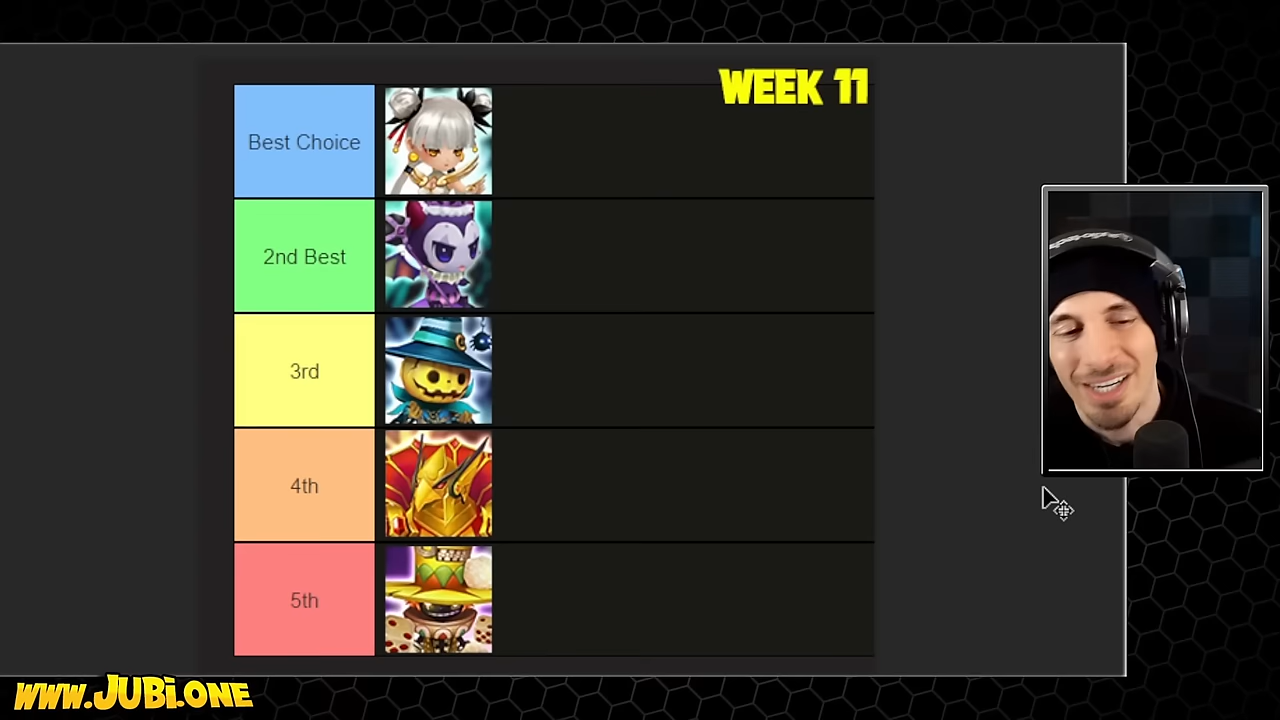 WEEK 11
Best Choice
2nd Best
3rd
4th
5th
WWW.JUBI.ONE